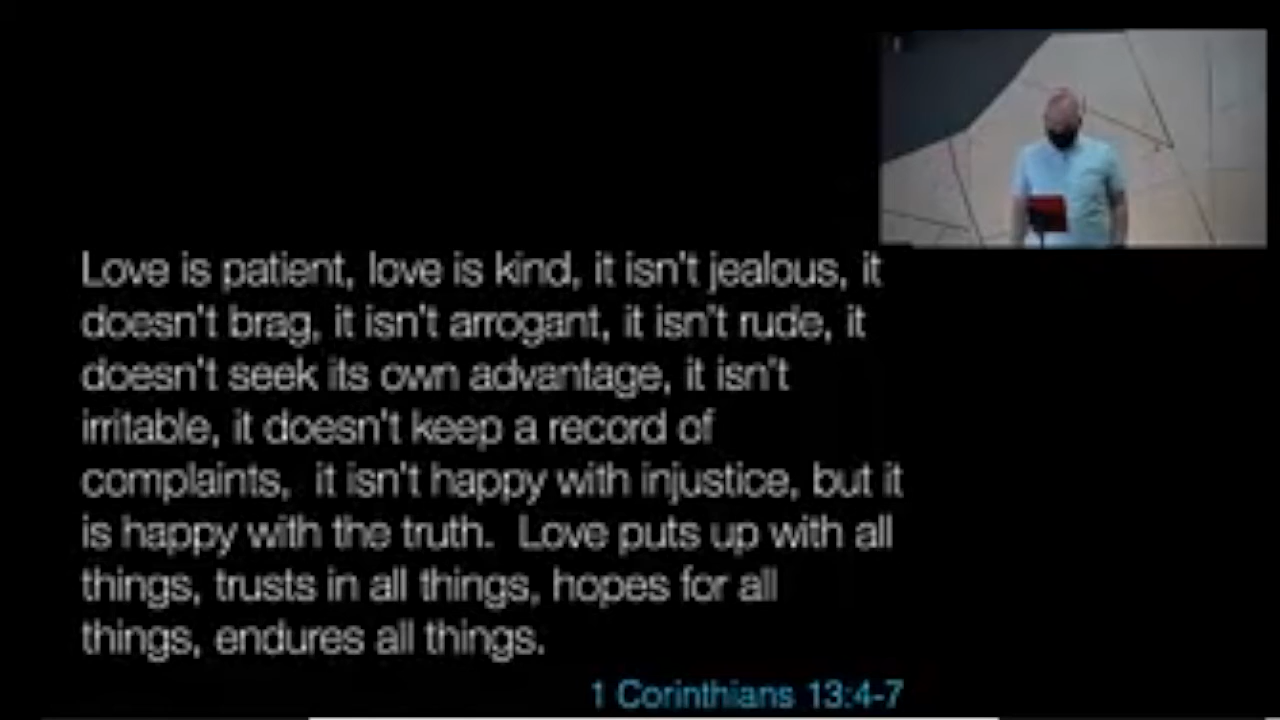 Love is patient, love is kind, it isn't jealous, it
doesn't brag, it isn't arrogant, it isn't rude, it
doesn't seek its own advantage, it isn't
irritable, it doesn't keep a record of
complaints,  it isn't happy with injustice, but it
is happy with the truth.  Love puts up with all
things, trusts in all things, hopes for all
things, endures all things.
1 Corinthians 13:4-7